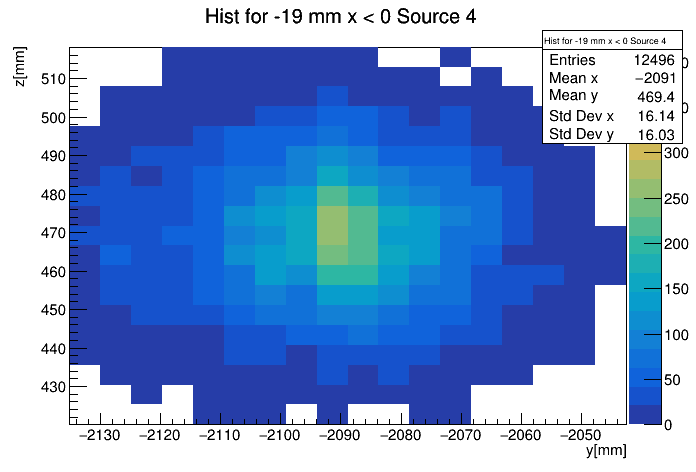 Hist for -19 mm x < 0 Source 4
z[mm]
Hist for -19 mm x < 0 Source 4
Entries 12496
Mean x −2091
Mean y 469.4
Std Dev x 16.14
Std Dev y 16.03
510
500
490
480
470
460
450
440
430
300
250
200
150
100
50
0
−2130 −2120 −2110 −2100 −2090 −2080 −2070 −2060 −2050
y[mm]